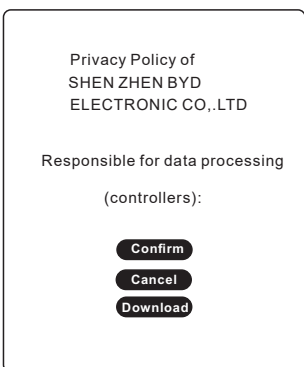 Privacy Policy of
SHEN ZHEN BYD
ELECTRONIC CO,.LTD
Responsible for data processing
(controllers):
Confirm
Cancel
Download